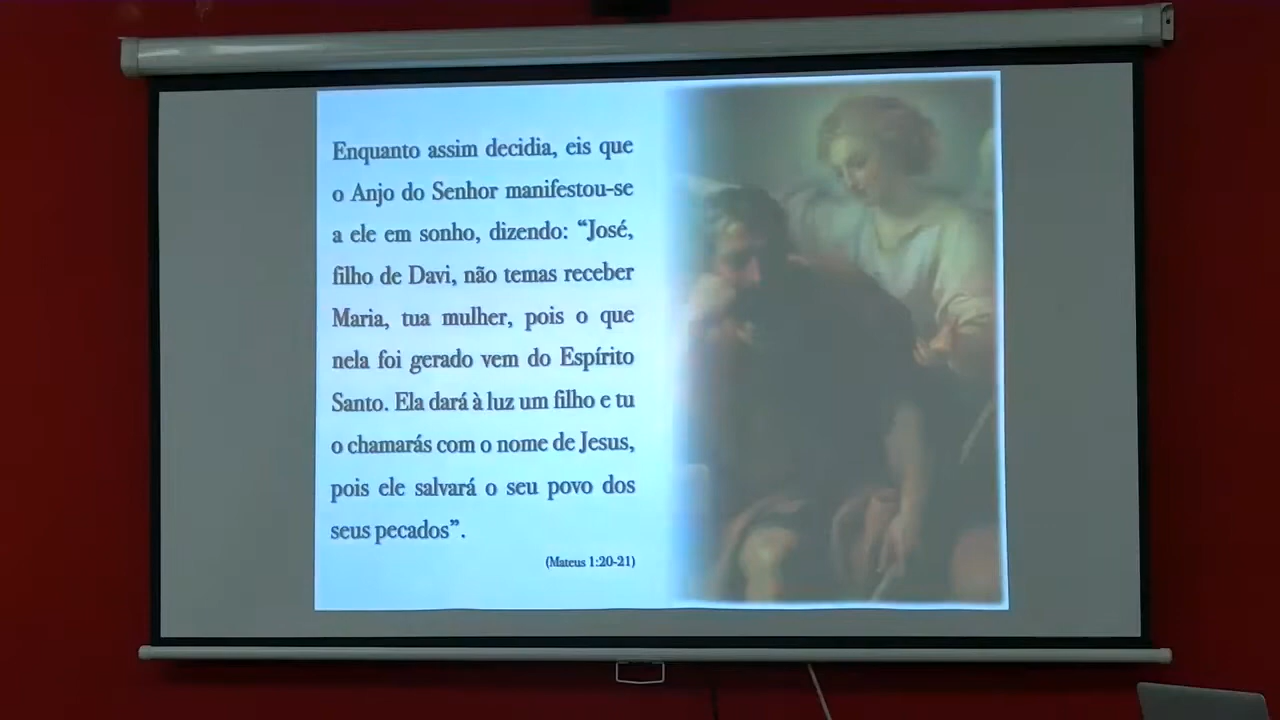 Enquanto assim decidia, eis que
o Anjo do Senhor manifestou-se
a ele em sonho, dizendo: “José,
filho de Davi, não temas receber
Maria, tua mulher, pois o que
nela foi gerado vem do Espírito
Santo. Ela dará à luz um filho e tu
o chamarás com o nome de Jesus,
pois ele salvará o seu povo dos
seus pecados”.
(Mateus 1:20-21)